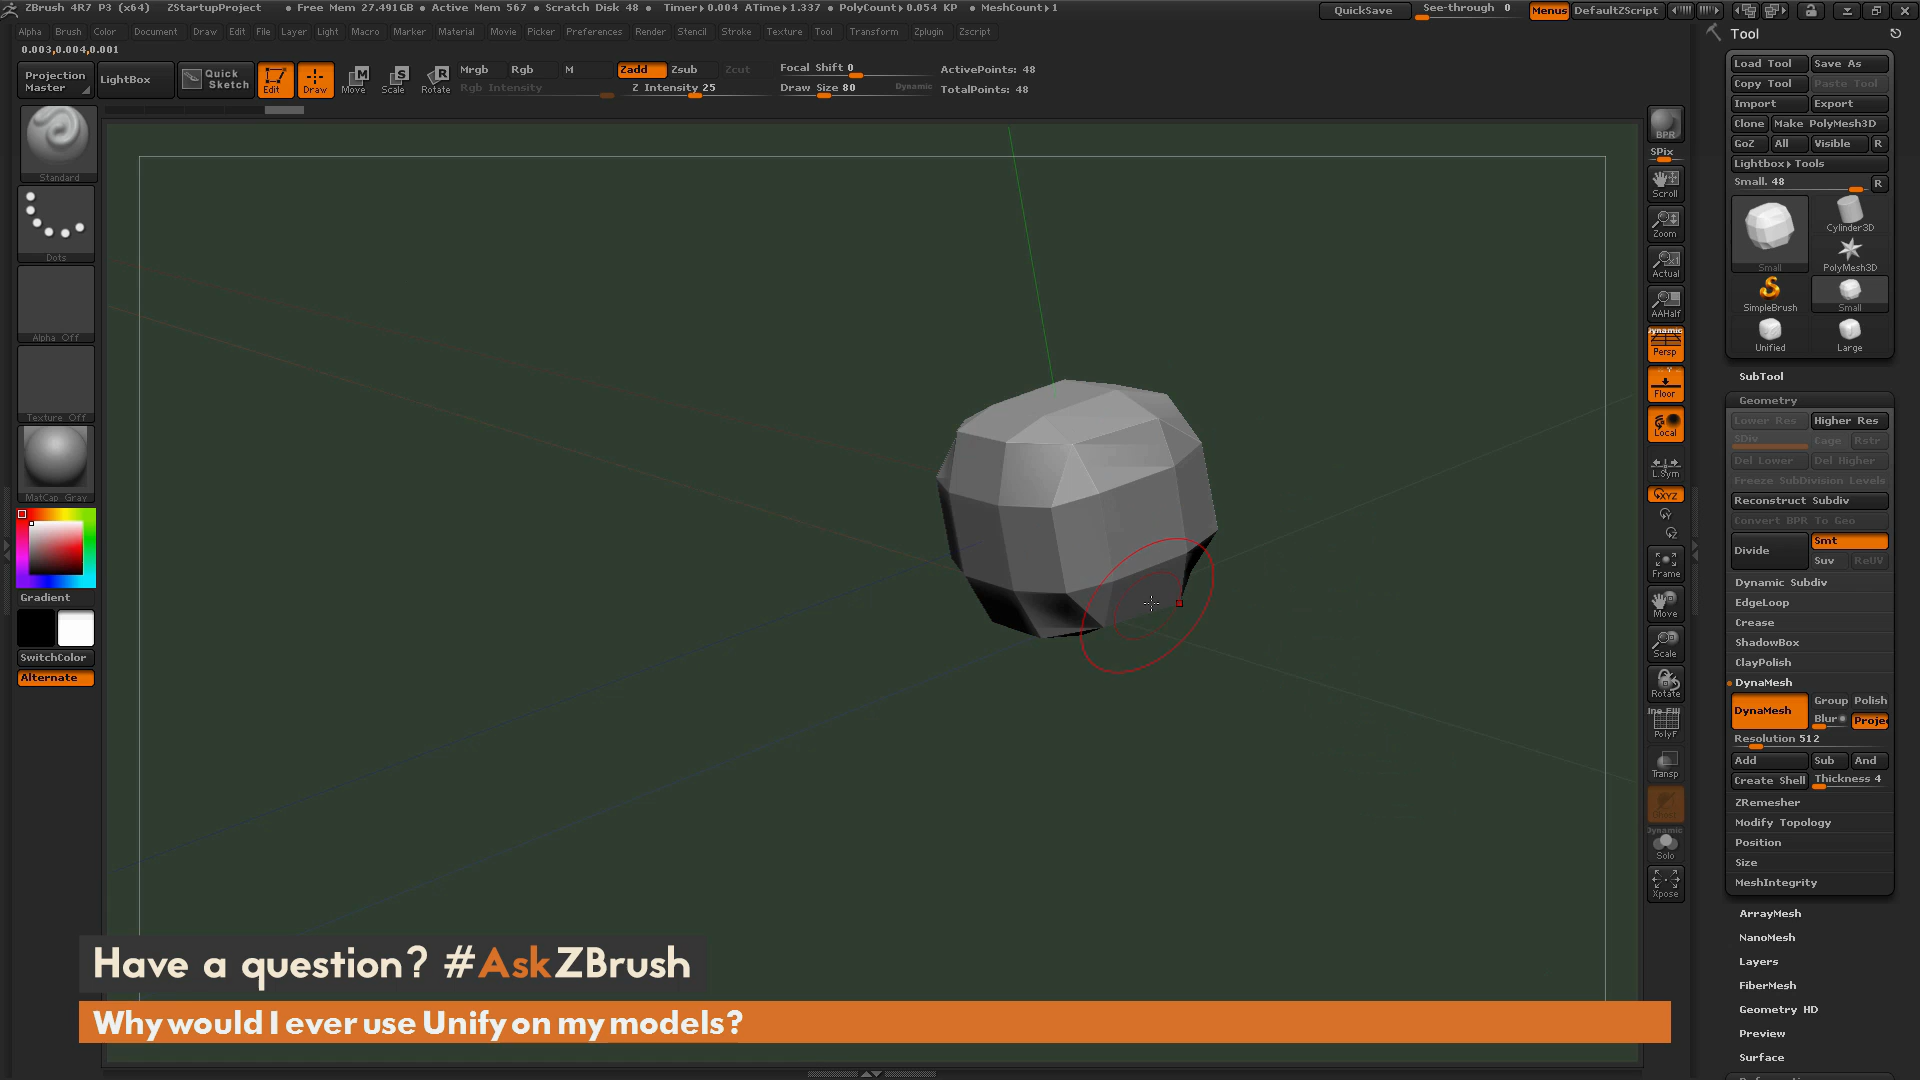 ZBrush 4R7 P3 (x64) ZStartupProject ● Free Mem 27.491GB ● Active Mem 567 ● Scratch Disk 48 ● Timer▸0.004 ATime▸1.337 ● PolyCount▸0.054 KP ● MeshCount▸1 QuickSave See-through 0 Menus DefaultZScript
Alpha Brush Color Document Draw Edit File Layer Light Macro Marker Material Movie Picker Preferences Render Stencil Stroke Texture Tool Transform Zplugin Zscript
0.003,0.004,0.001
Projection Master
LightBox
Quick Sketch
Edit
Draw
Move
Scale
Rotate
Mrgb Rgb M
Rgb Intensity
Zadd Zsub Zcut
Z Intensity 25
Focal Shift 0
Draw Size 80 Dynamic
ActivePoints: 48
TotalPoints: 48
Standard
Dots
Alpha Off
Texture Off
MatCap Gray
Gradient
SwitchColor
Alternate
BPR
SPix
Scroll
Zoom
Actual
AAHalf
Dynamic
Persp
Floor
Local
L.Sym
XYZ
Frame
Move
Scale
Rotate
PolyF
Transp
Dynamic
Solo
Xpose
Tool
Load Tool Save As
Copy Tool Paste Tool
Import Export
Clone Make PolyMesh3D
GoZ All Visible R
Lightbox▸Tools
Small. 48 R
Small
Cylinder3D
PolyMesh3D
SimpleBrush
Small
Unified
Large
SubTool
Geometry
Lower Res Higher Res
SDiv Cage Rstr
Del Lower Del Higher
Freeze SubDivision Levels
Reconstruct Subdiv
Convert BPR To Geo
Divide
Smt
Suv ReUV
Dynamic Subdiv
EdgeLoop
Crease
ShadowBox
ClayPolish
DynaMesh
DynaMesh
Group Polish
Blur Projec
Resolution 512
Add Sub And
Create Shell Thickness 4
ZRemesher
Modify Topology
Position
Size
MeshIntegrity
ArrayMesh
NanoMesh
Layers
FiberMesh
Geometry HD
Preview
Surface
Have a question? #AskZBrush
Why would I ever use Unify on my models?